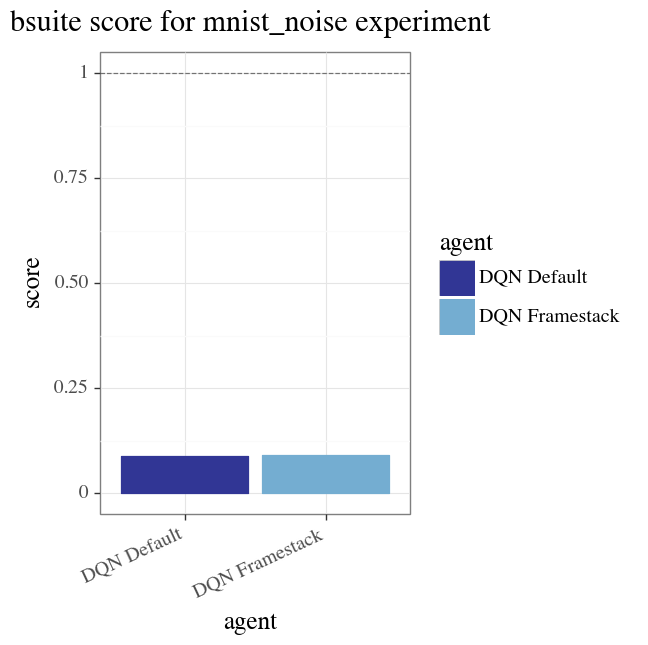 bsuite score for mnist_noise experiment
1
0.75
0.50
0.25
0
score
DQN Default
DQN Framestack
agent
agent
DQN Default
DQN Framestack